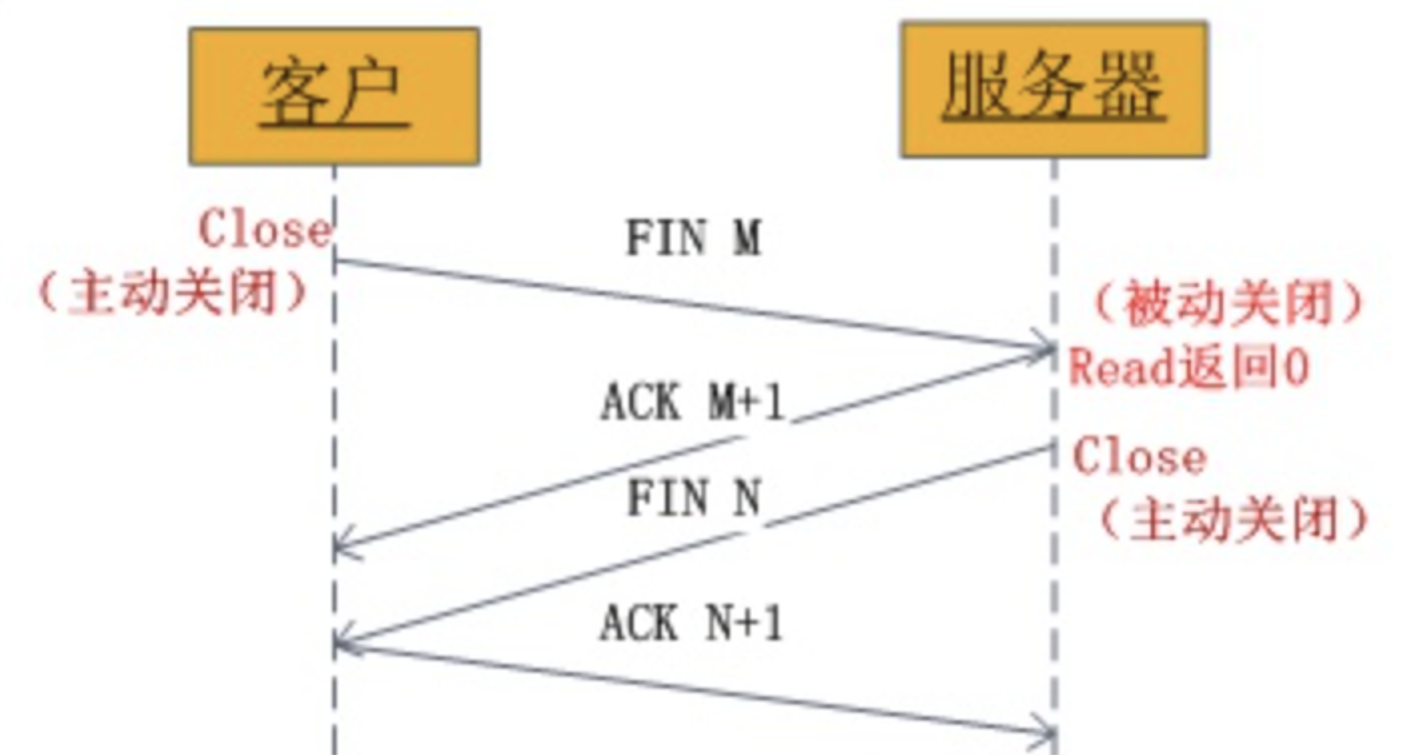 客户
服务器
Close
（主动关闭）
FIN M
（被动关闭）
Read返回0
ACK M+1
Close
（主动关闭）
FIN N
ACK N+1